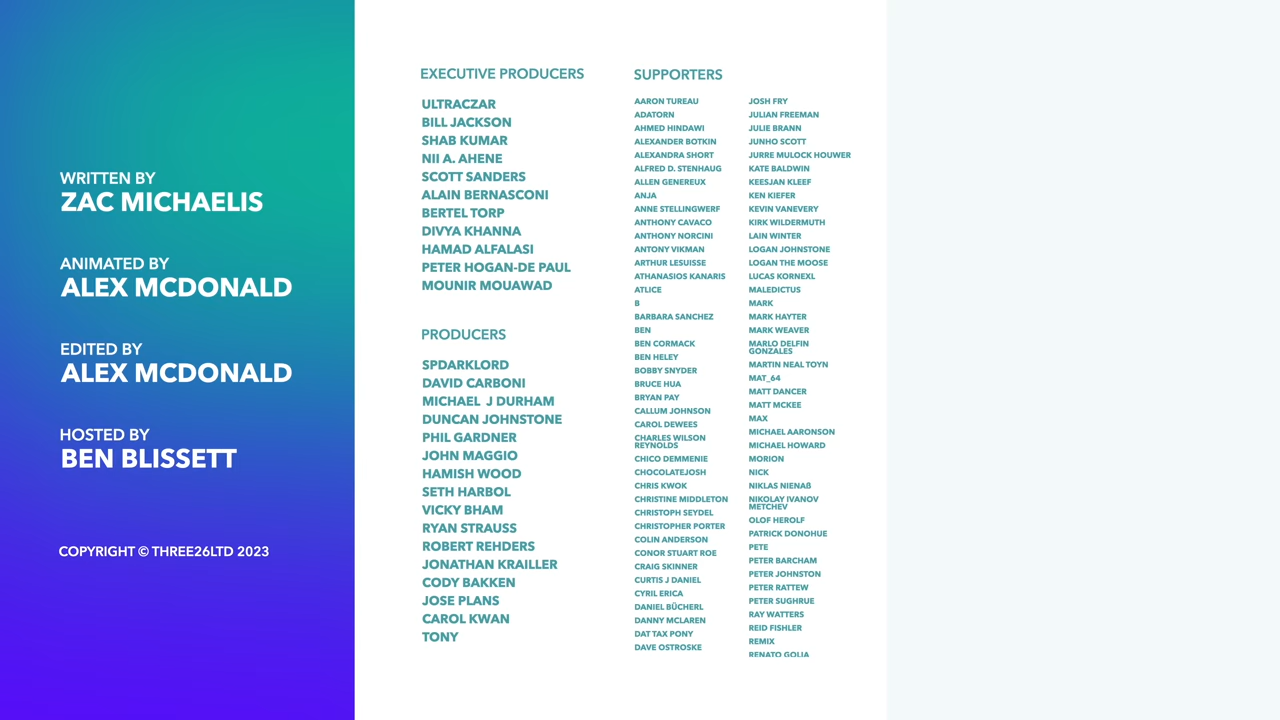 WRITTEN BY
ZAC MICHAELIS
ANIMATED BY
ALEX MCDONALD
EDITED BY
ALEX MCDONALD
HOSTED BY
BEN BLISSETT
COPYRIGHT © THREE26LTD 2023
EXECUTIVE PRODUCERS
ULTRACZAR
BILL JACKSON
SHAB KUMAR
NII A. AHENE
SCOTT SANDERS
ALAIN BERNASCONI
BERTEL TORP
DIVYA KHANNA
HAMAD ALFALASI
PETER HOGAN-DE PAUL
MOUNIR MOUAWAD
PRODUCERS
SPDARKLORD
DAVID CARBONI
MICHAEL J DURHAM
DUNCAN JOHNSTONE
PHIL GARDNER
JOHN MAGGIO
HAMISH WOOD
SETH HARBOL
VICKY BHAM
RYAN STRAUSS
ROBERT REHDERS
JONATHAN KRAILLER
CODY BAKKEN
JOSE PLANS
CAROL KWAN
TONY
SUPPORTERS
AARON TUREAU
ADATORN
AHMED HINDAWI
ALEXANDER BOTKIN
ALEXANDRA SHORT
ALFRED D. STENHAUG
ALLEN GENEREUX
ANJA
ANNE STELLINGWERF
ANTHONY CAVACO
ANTHONY NORCINI
ANTONY VIKMAN
ARTHUR LESUISSE
ATHANASIOS KANARIS
ATLICE
B
BARBARA SANCHEZ
BEN
BEN CORMACK
BEN HELEY
BOBBY SNYDER
BRUCE HUA
BRYAN PAY
CALLUM JOHNSON
CAROL DEWEES
CHARLES WILSON
REYNOLDS
CHICO DEMMENIE
CHOCOLATEJOSH
CHRIS KWOK
CHRISTINE MIDDLETON
CHRISTOPH SEYDEL
CHRISTOPHER PORTER
COLIN ANDERSON
CONOR STUART ROE
CRAIG SKINNER
CURTIS J DANIEL
CYRIL ERICA
DANIEL BÜCHERL
DANNY MCLAREN
DAT TAX PONY
DAVE OSTROSKE
JOSH FRY
JULIAN FREEMAN
JULIE BRANN
JUNHO SCOTT
JURRE MULOCK HOUWER
KATE BALDWIN
KEESJAN KLEEF
KEN KIEFER
KEVIN VANEVERY
KIRK WILDERMUTH
LAIN WINTER
LOGAN JOHNSTONE
LOGAN THE MOOSE
LUCAS KORNEXL
MALEDICTUS
MARK
MARK HAYTER
MARK WEAVER
MARLO DELFIN
GONZALES
MARTIN NEAL TOYN
MAT_64
MATT DANCER
MATT MCKEE
MAX
MICHAEL AARONSON
MICHAEL HOWARD
MORION
NICK
NIKLAS NIENAß
NIKOLAY IVANOV
METCHEV
OLOF HEROLF
PATRICK DONOHUE
PETE
PETER BARCHAM
PETER JOHNSTON
PETER RATTEW
PETER SUGHRUE
RAY WATTERS
REID FISHLER
REMIX
RENATO GOLIA